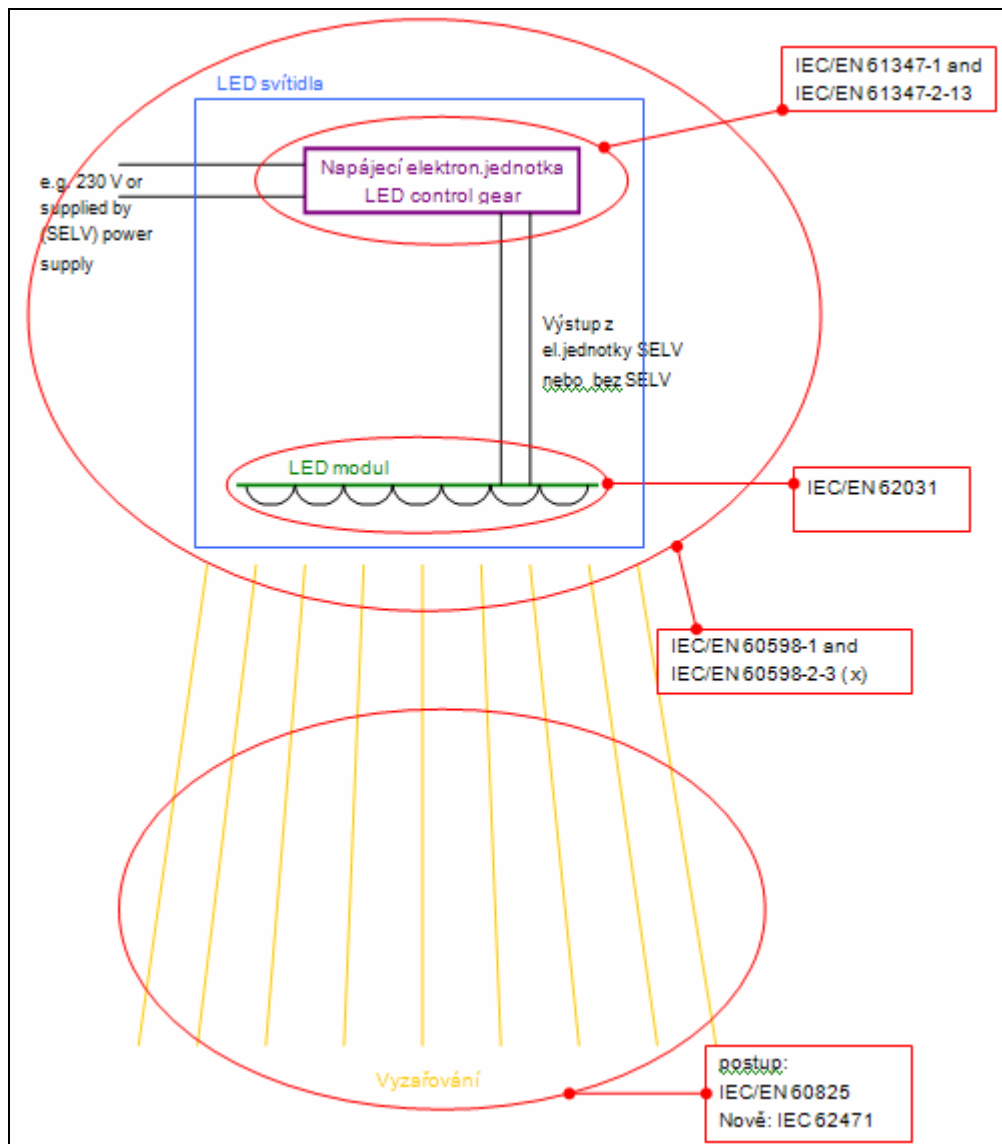 LED svítidla
IEC/EN 61347-1 and
IEC/EN 61347-2-13
Napájecí elektron.jednotka
LED control gear
e.g. 230 V or
supplied by
(SELV) power
supply
Výstup z
el.jednotky SELV
nebo bez SELV
LED modul
IEC/EN 62031
IEC/EN 60598-1 and
IEC/EN 60598-2-3 (x)
Vyzařování
postup:
IEC/EN 60825
Nově: IEC 62471